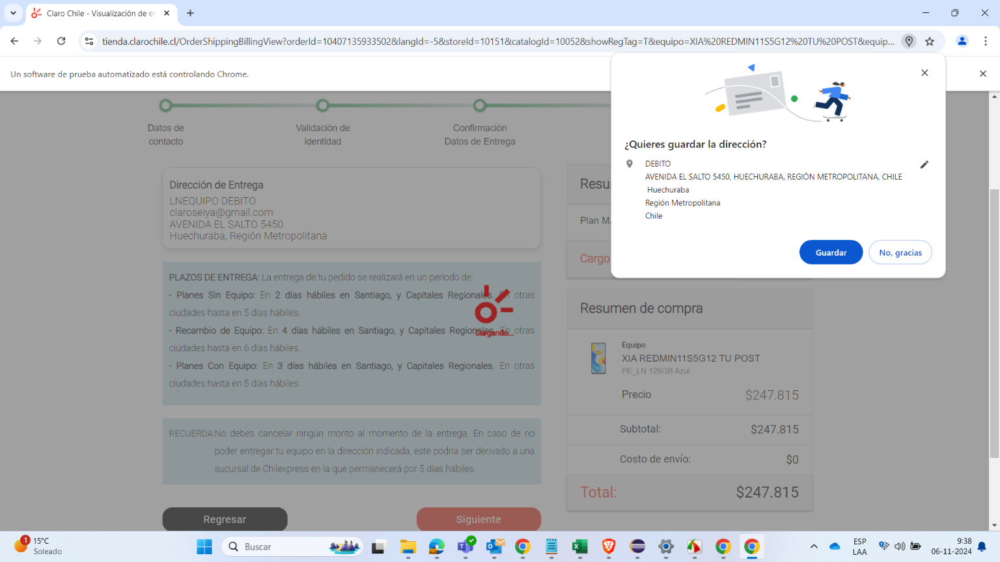 Claro Chile - Visualización de en
tienda.clarochile.cl/OrderShippingBillingView?orderId=10407135933502&langId=-5&storeId=10151&catalogId=10052&showRegTag=T&equipo=XIA%20REDMIN11S5G12%20TU%20POST&equip...
Un software de prueba automatizado está controlando Chrome.
Datos de
contacto
Validación de
identidad
Confirmación
Datos de Entrega
¿Quieres guardar la dirección?
DEBITO
AVENIDA EL SALTO 5450, HUECHURABA, REGIÓN METROPOLITANA, CHILE
Huechuraba
Región Metropolitana
Chile
Guardar
No, gracias
Dirección de Entrega
LNEQUIPO DEBITO
claroseiya@gmail.com
AVENIDA EL SALTO 5450
Huechuraba, Región Metropolitana
PLAZOS DE ENTREGA: La entrega de tu pedido se realizará en un período de:
- Planes Sin Equipo: En 2 días hábiles en Santiago, y Capitales Regionales. En otras
ciudades hasta en 5 días hábiles.
- Recambio de Equipo: En 4 días hábiles en Santiago, y Capitales Regionales. En otras
ciudades hasta en 6 días hábiles.
- Planes Con Equipo: En 3 días hábiles en Santiago, y Capitales Regionales. En otras
ciudades hasta en 5 días hábiles.
Cargando...
RECUERDA:No debes cancelar ningún monto al momento de la entrega. En caso de no
poder entregar tu equipo en la dirección indicada, este podría ser derivado a una
sucursal de Chilexpress en la que permanecerá por 5 días hábiles.
Regresar
Siguiente
Resu
Plan M
Cargo
Resumen de compra
Equipo
XIA REDMIN11S5G12 TU POST
PE_LN 128GB Azul
Precio $247.815
Subtotal: $247.815
Costo de envío: $0
Total: $247.815
1
15°C
Soleado
Buscar
ESP
LAA
9:38
06-11-2024